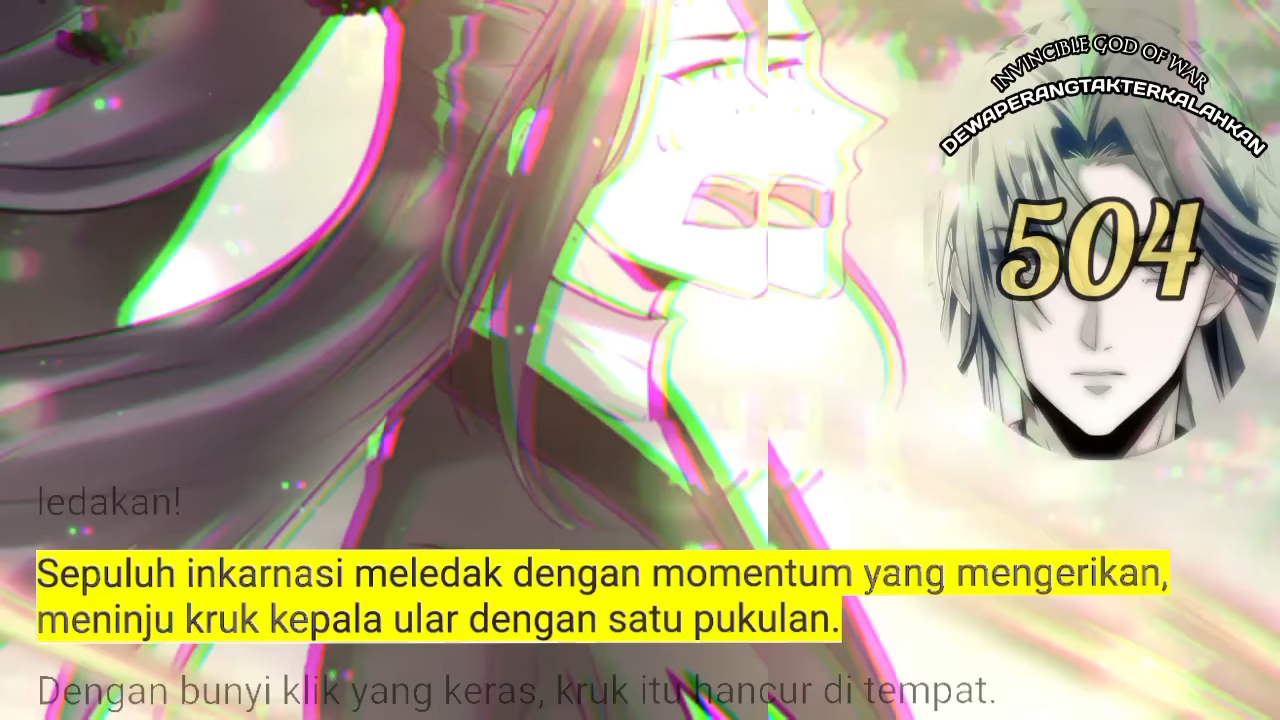 INVINCIBLE GOD OF WAR
DEWAPERANGTAKTERKALAHKAN
504
ledakan!
Sepuluh inkarnasi meledak dengan momentum yang mengerikan,
meninju kruk kepala ular dengan satu pukulan.
Dengan bunyi klik yang keras, kruk itu hancur di tempat.